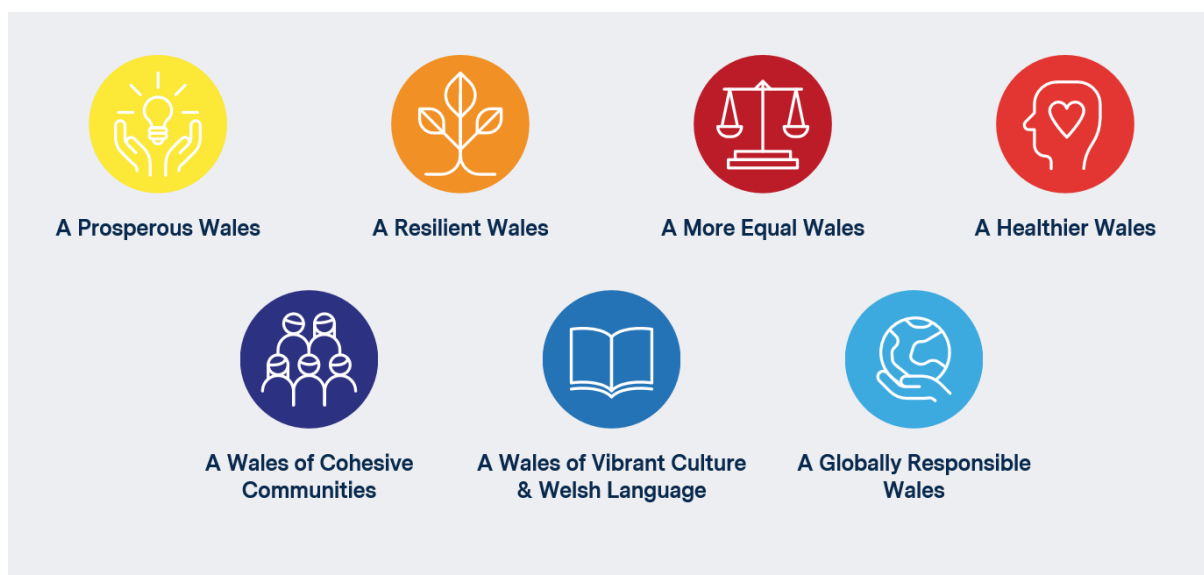 A Prosperous Wales
A Resilient Wales
A More Equal Wales
A Healthier Wales
A Wales of Cohesive
Communities
A Wales of Vibrant Culture
& Welsh Language
A Globally Responsible
Wales